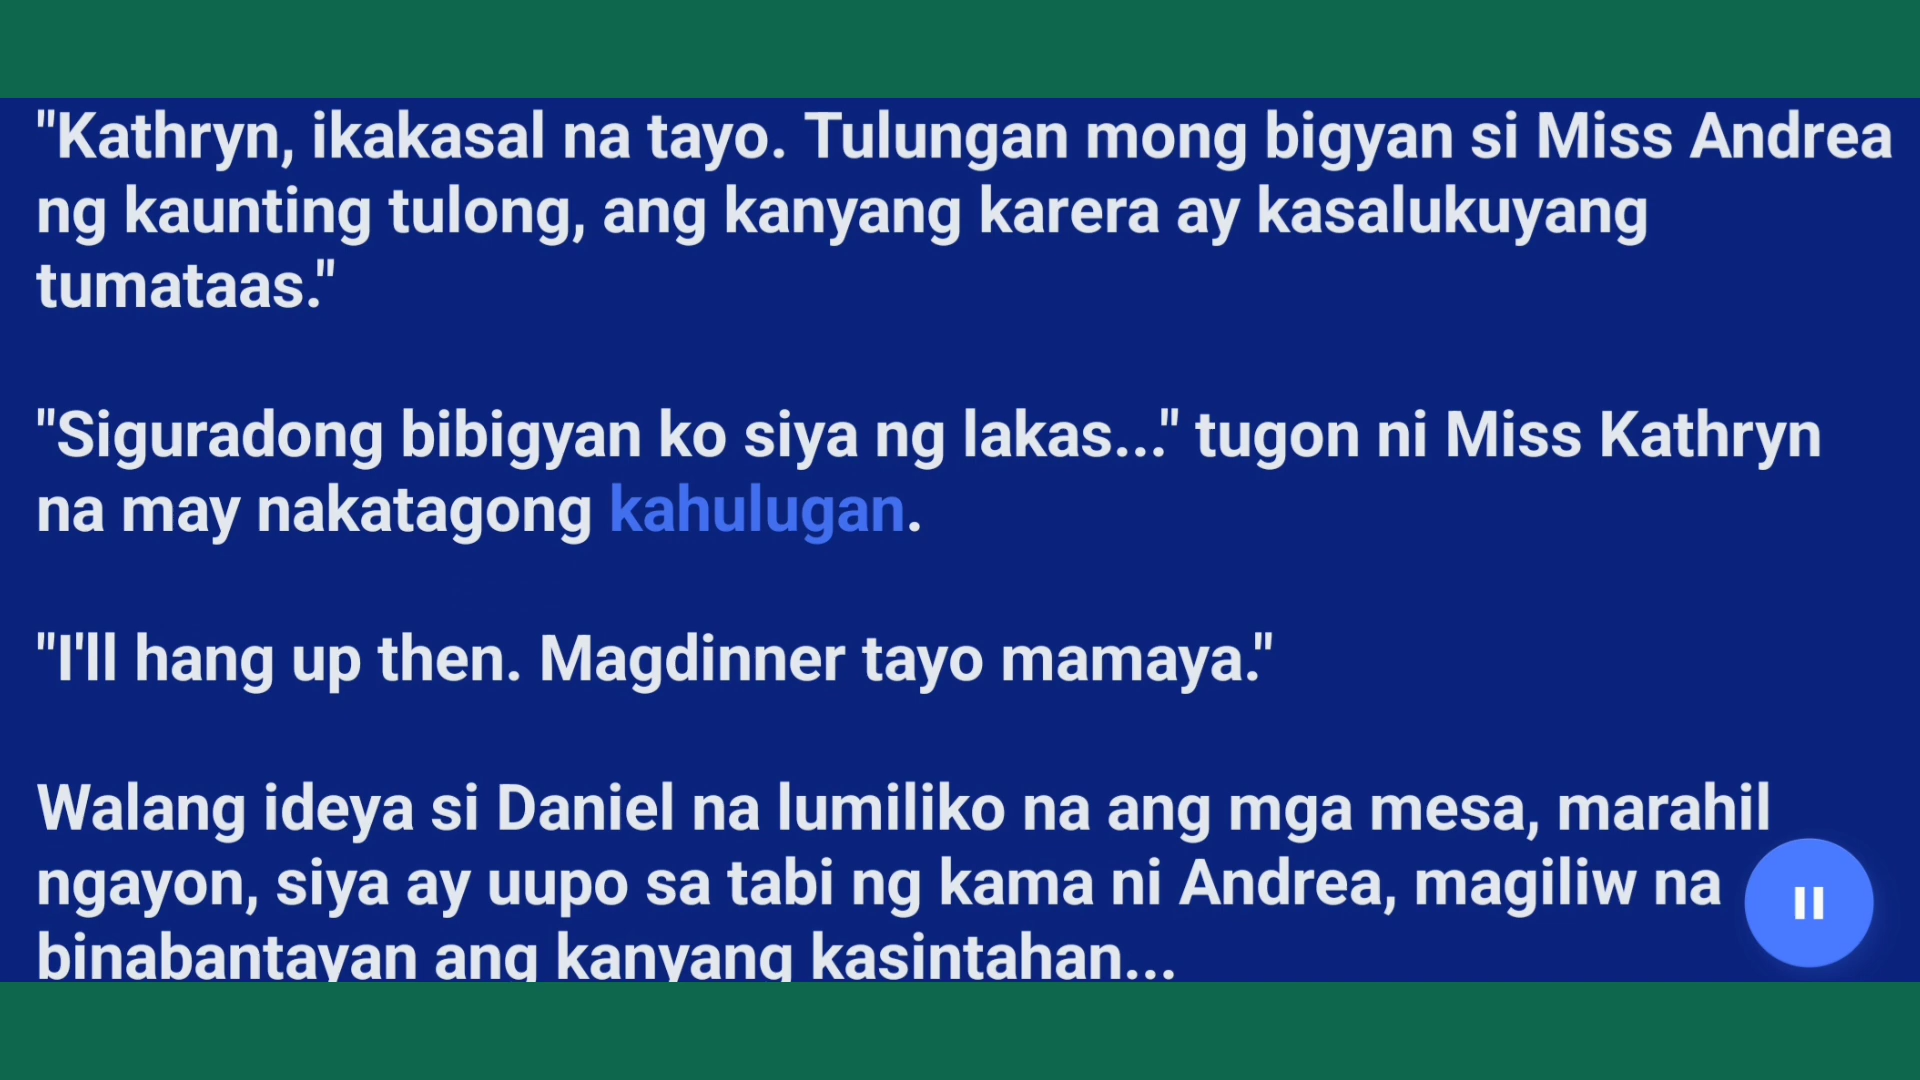 "Kathryn, ikakasal na tayo. Tulungan mong bigyan si Miss Andrea
ng kaunting tulong, ang kanyang karera ay kasalukuyang
tumataas."
"Siguradong bibigyan ko siya ng lakas..." tugon ni Miss Kathryn
na may nakatagong kahulugan.
"I'll hang up then. Magdinner tayo mamaya."
Walang ideya si Daniel na lumiliko na ang mga mesa, marahil
ngayon, siya ay uupo sa tabi ng kama ni Andrea, magiliw na
binabantayan ang kanyang kasintahan...